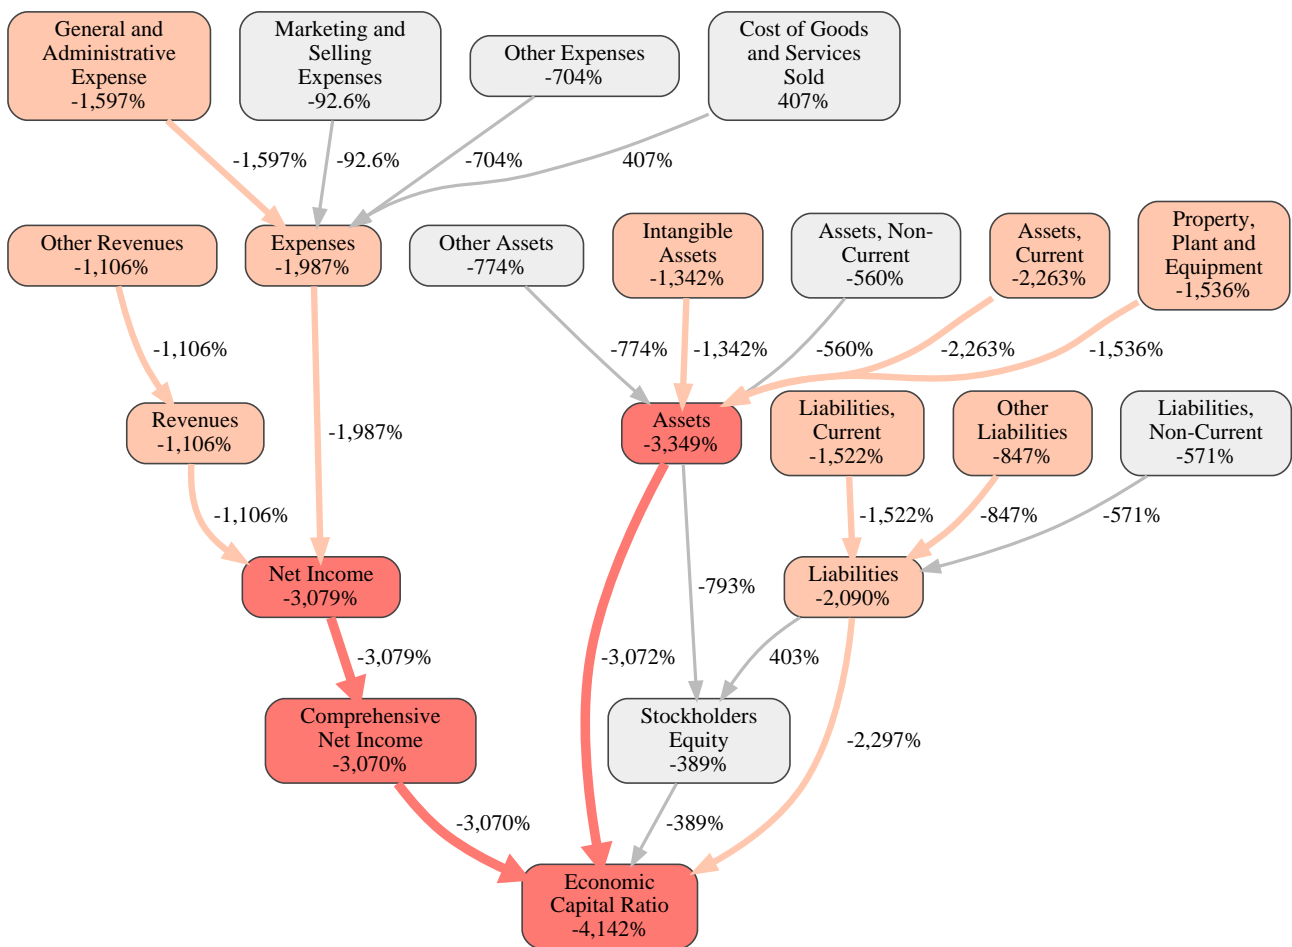 General and
Administrative
Expense
-1,597%
Marketing and
Selling
Expenses
-92.6%
Other Expenses
-704%
Cost of Goods
and Services
Sold
407%
-1,597%
-92.6%
-704%
407%
Other Revenues
-1,106%
Expenses
-1,987%
Other Assets
-774%
Intangible
Assets
-1,342%
Assets, Non-
Current
-560%
Assets,
Current
-2,263%
Property,
Plant and
Equipment
-1,536%
-1,106%
-774%
-1,342%
-560%
-2,263%
-1,536%
Revenues
-1,106%
-1,987%
Assets
-3,349%
Liabilities,
Current
-1,522%
Other
Liabilities
-847%
Liabilities,
Non-Current
-571%
-1,106%
-1,522%
-847%
-571%
Net Income
-3,079%
-793%
Liabilities
-2,090%
-3,079%
-3,072%
403%
Comprehensive
Net Income
-3,070%
Stockholders
Equity
-389%
-2,297%
-3,070%
-389%
Economic
Capital Ratio
-4,142%